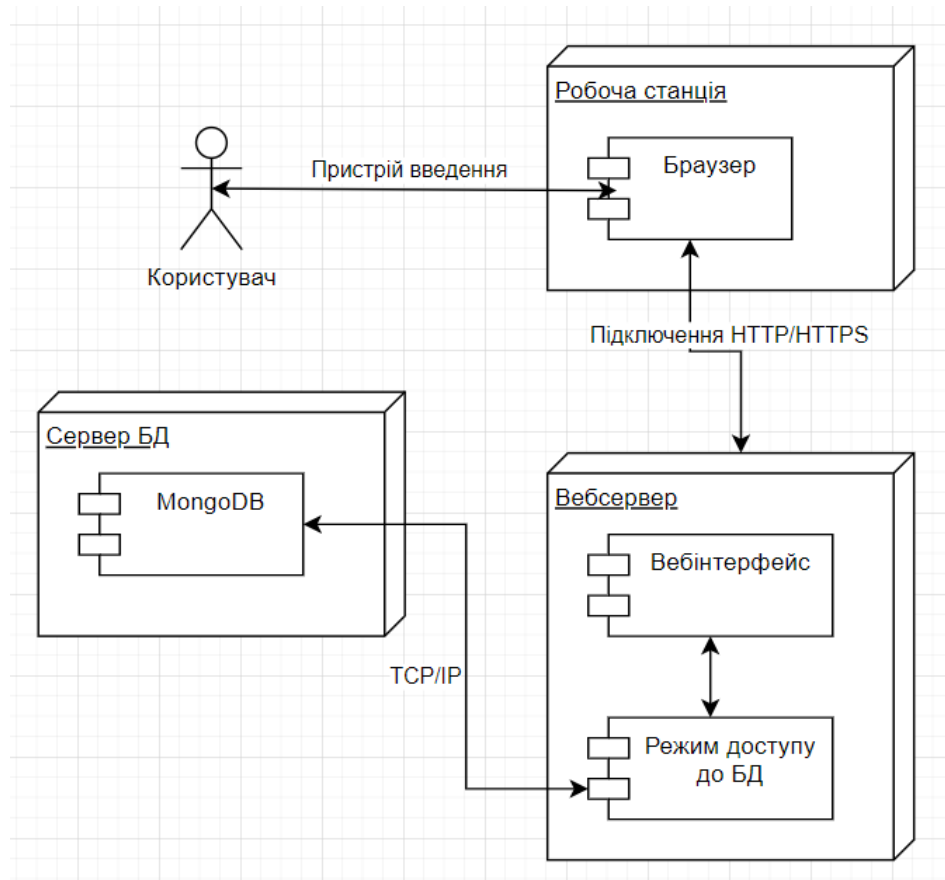 Робоча станція
Браузер
Пристрій введення
Користувач
Підключення HTTP/HTTPS
Сервер БД
MongoDB
Вебсервер
Вебінтерфейс
TCP/IP
Режим доступу
до БД